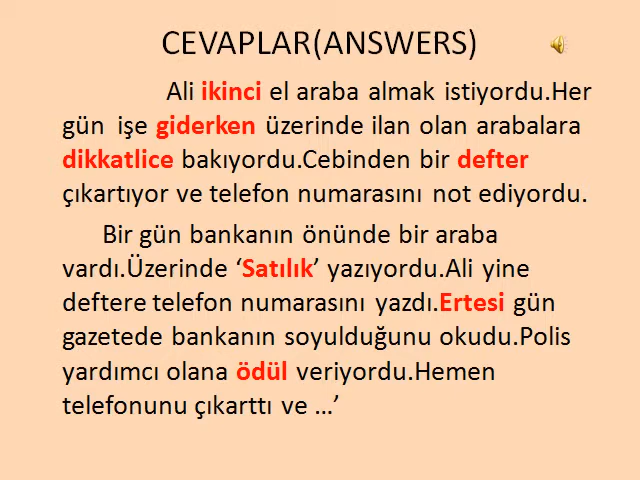 CEVAPLAR(ANSWERS)
Ali ikinci el araba almak istiyordu.Her
gün işe giderken üzerinde ilan olan arabalara
dikkatlice bakıyordu.Cebinden bir defter
çıkartıyor ve telefon numarasını not ediyordu.
Bir gün bankanın önünde bir araba
vardı.Üzerinde ‘Satılık’ yazıyordu.Ali yine
deftere telefon numarasını yazdı.Ertesi gün
gazetede bankanın soyulduğunu okudu.Polis
yardımcı olana ödül veriyordu.Hemen
telefonunu çıkarttı ve …’